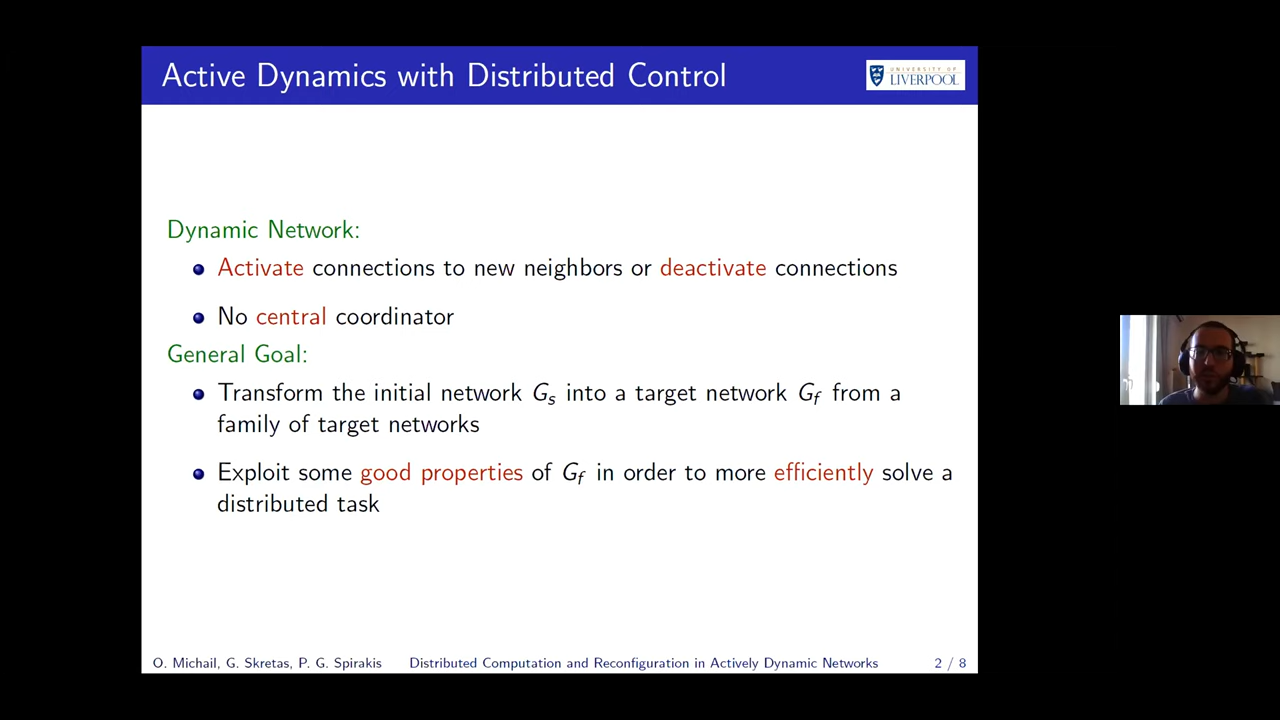 Active Dynamics with Distributed Control
UNIVERSITY OF
LIVERPOOL
Dynamic Network:
Activate connections to new neighbors or deactivate connections
No central coordinator
General Goal:
Transform the initial network Gs into a target network Gf from a
family of target networks
Exploit some good properties of Gf in order to more efficiently solve a
distributed task
O. Michail, G. Skretas, P. G. Spirakis Distributed Computation and Reconfiguration in Actively Dynamic Networks 2 / 8